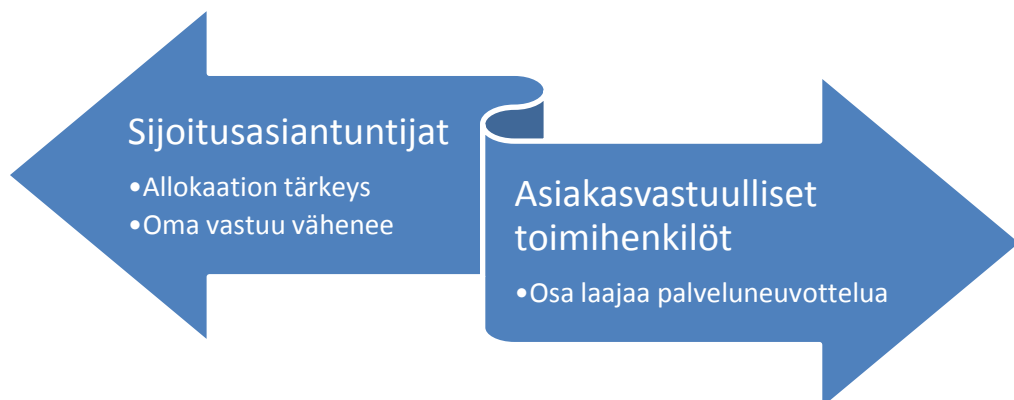 Sijoitusasiantuntijat
•Allokaation tärkeys
•Oma vastuu vähenee
Asiakasvastuulliset
toimihenkilöt
•Osa laajaa palveluneuvottelua